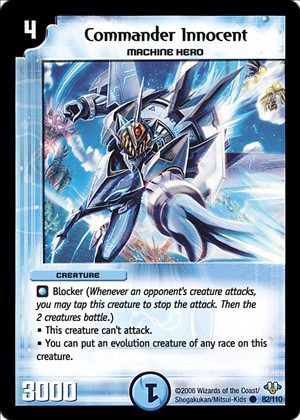 4
Commander Innocent
MACHINE HERO
CREATURE
Blocker (Whenever an opponent's creature attacks,
you may tap this creature to stop the attack. Then the
2 creatures battle.)
▪ This creature can't attack.
▪ You can put an evolution creature of any race on this
creature.
3000
1
©2006 Wizards of the Coast/
Shogakukan/Mitsui-Kids ● 82/110